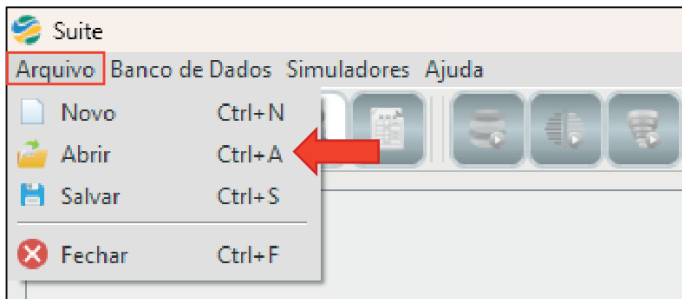 Suite
Arquivo Banco de Dados Simuladores Ajuda
Novo Ctrl+N
Abrir Ctrl+A
Salvar Ctrl+S
Fechar Ctrl+F